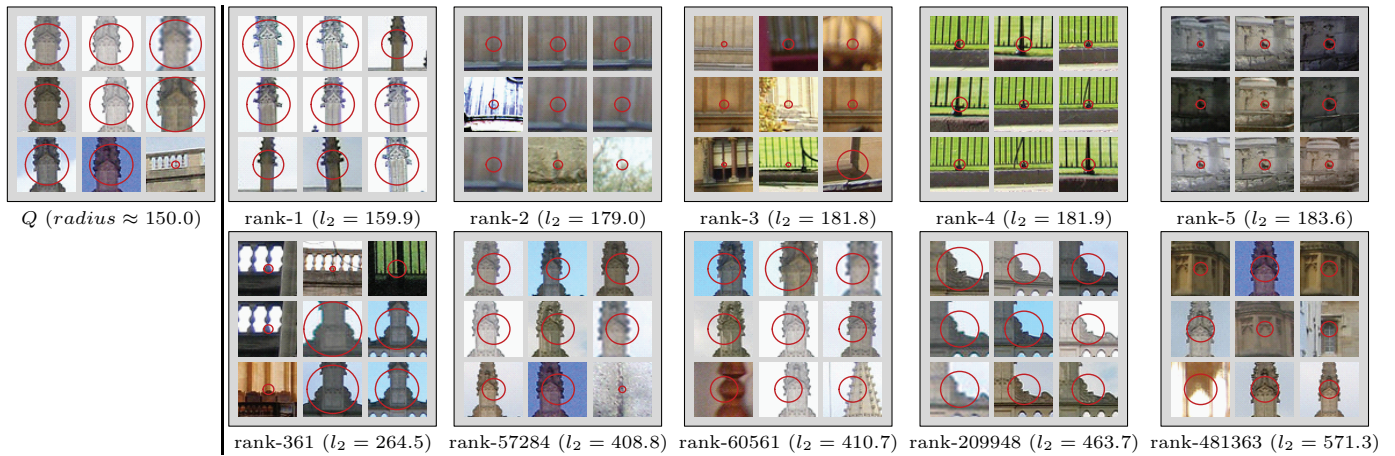 Q (radius ≈ 150.0)
rank-1 (l₂ = 159.9)
rank-2 (l₂ = 179.0)
rank-3 (l₂ = 181.8)
rank-4 (l₂ = 181.9)
rank-5 (l₂ = 183.6)
rank-361 (l₂ = 264.5)
rank-57284 (l₂ = 408.8)
rank-60561 (l₂ = 410.7)
rank-209948 (l₂ = 463.7)
rank-481363 (l₂ = 571.3)